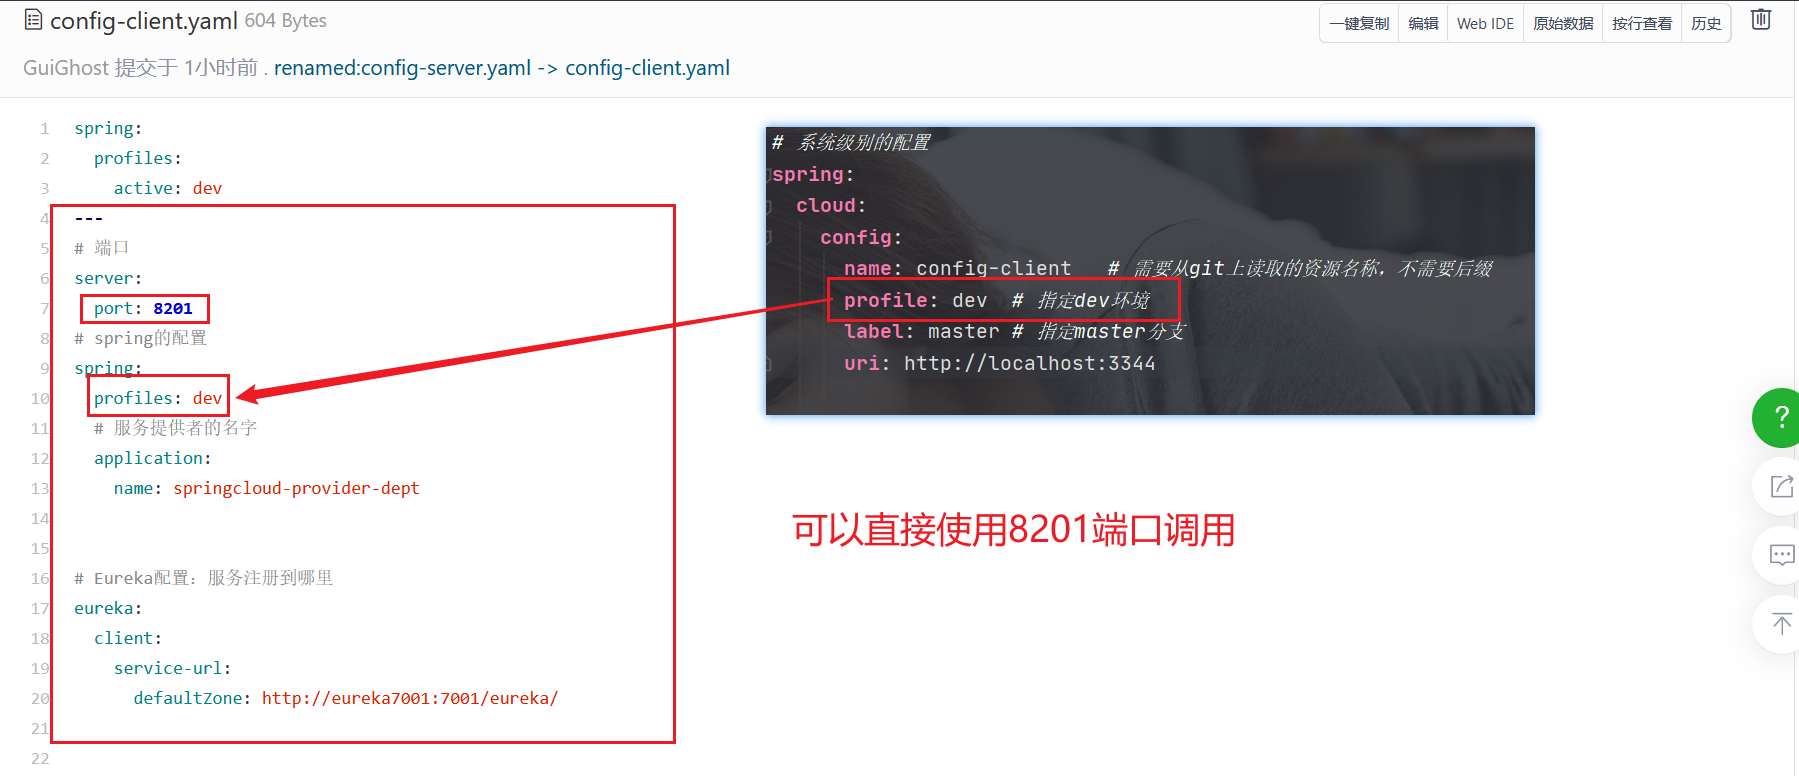 config-client.yaml 604 Bytes
一键复制 编辑 Web IDE 原始数据 按行查看 历史
GuiGhost 提交于 1小时前 . renamed:config-server.yaml -> config-client.yaml
1 spring:
2 profiles:
3 active: dev
4 ---
5 # 端口
6 server:
7 port: 8201
8 # spring的配置
9 spring:
10 profiles: dev
11 # 服务提供者的名字
12 application:
13 name: springcloud-provider-dept
14
15
16 # Eureka配置：服务注册到哪里
17 eureka:
18 client:
19 service-url:
20 defaultZone: http://eureka7001:7001/eureka/
21
22
# 系统级别的配置
spring:
cloud:
config:
name: config-client # 需要从git上读取的资源名称，不需要后缀
profile: dev # 指定dev环境
label: master # 指定master分支
uri: http://localhost:3344
可以直接使用8201端口调用
?